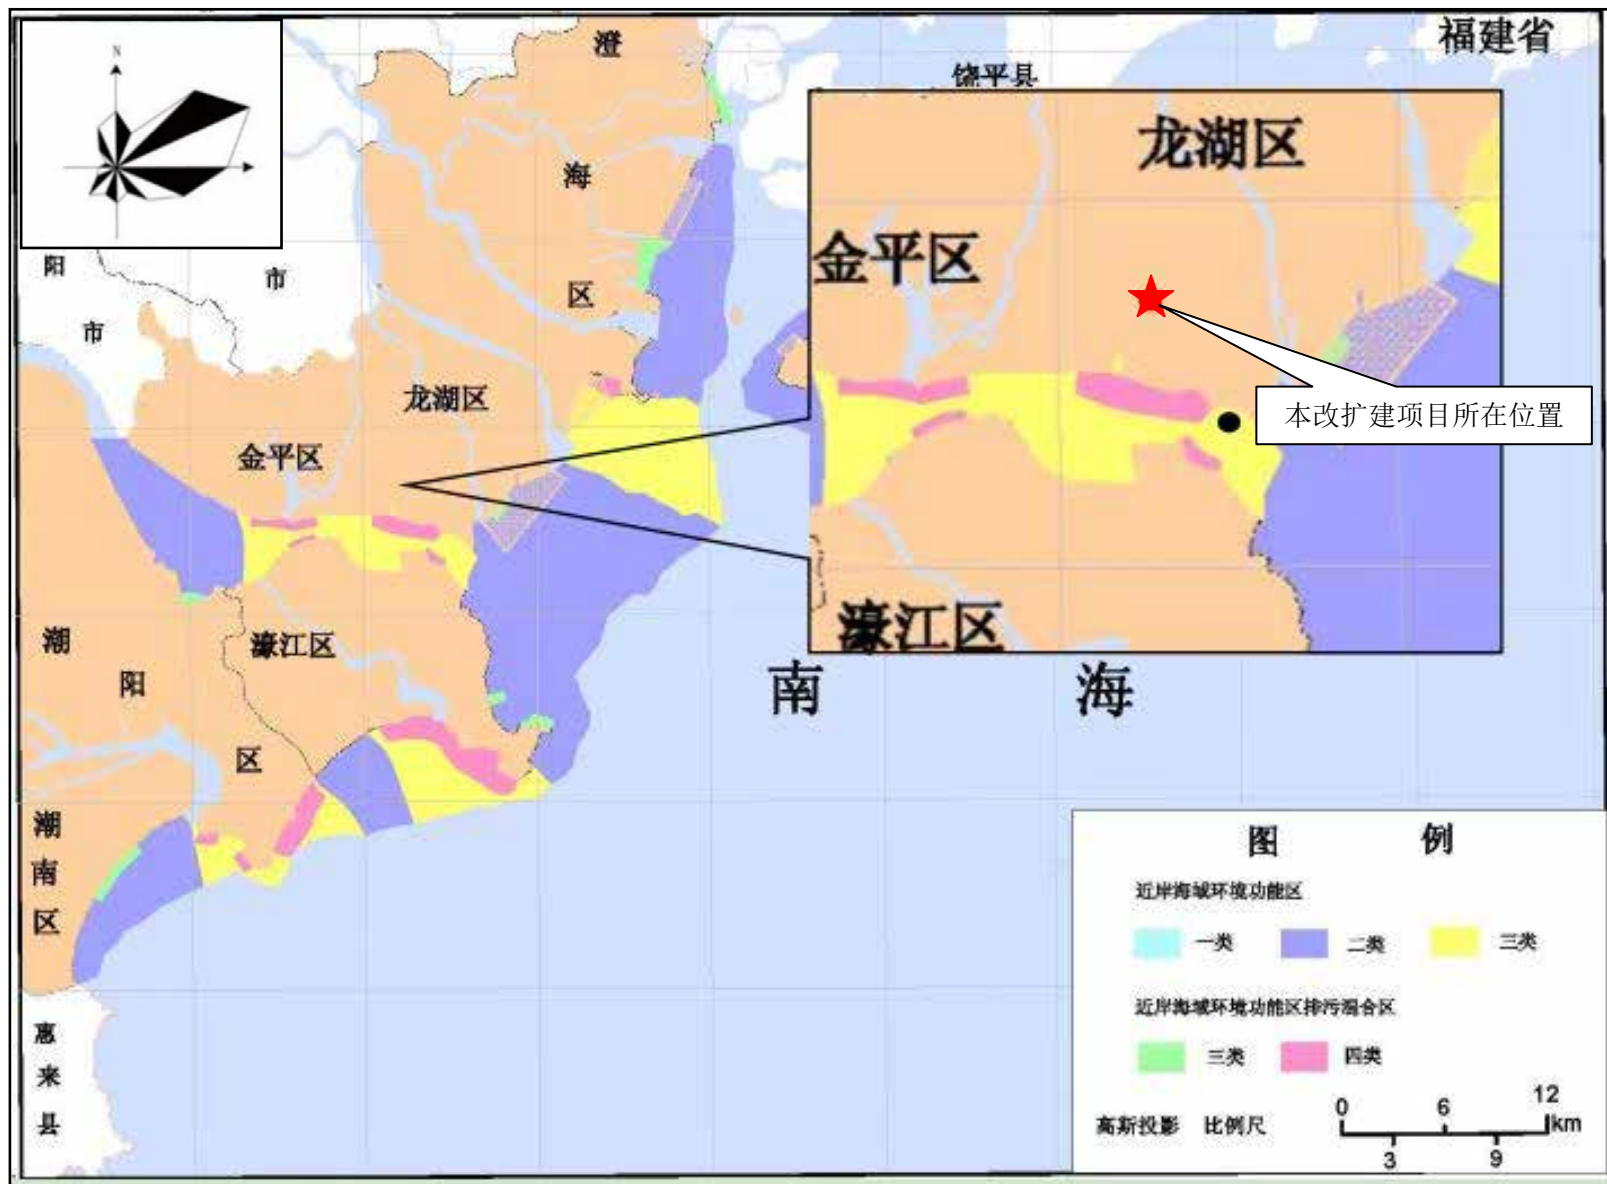 N
福建省
饶平县
澄
海
区
阳
市
市
龙湖区
金平区
龙湖区
金平区
濠江区
本改扩建项目所在位置
濠江区
潮
阳
区
潮
南
区
南 海
惠
来
县
图 例
近岸海域环境功能区
一类 二类 三类
近岸海域环境功能区排污混合区
三类 四类
高斯投影 比例尺
0 6 12
km
3 9